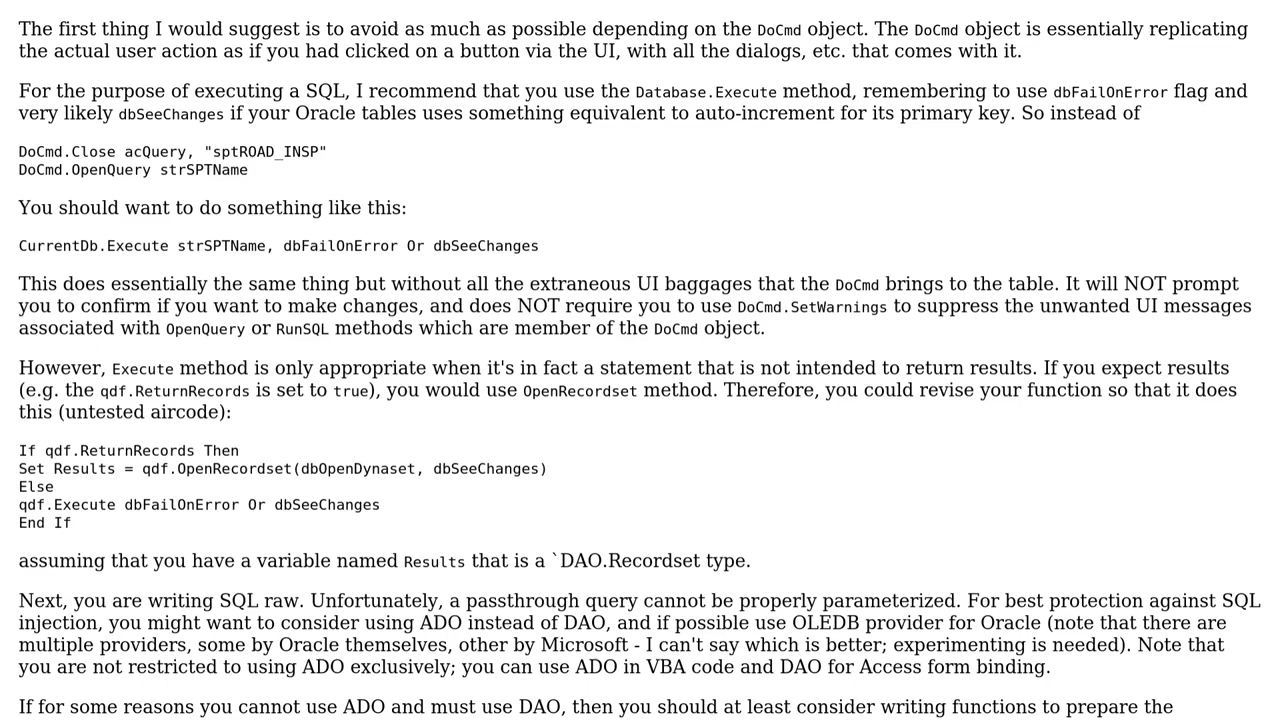 The first thing I would suggest is to avoid as much as possible depending on the DoCmd object. The DoCmd object is essentially replicating
the actual user action as if you had clicked on a button via the UI, with all the dialogs, etc. that comes with it.
For the purpose of executing a SQL, I recommend that you use the Database.Execute method, remembering to use dbFailOnError flag and
very likely dbSeeChanges if your Oracle tables uses something equivalent to auto-increment for its primary key. So instead of
DoCmd.Close acQuery, "sptROAD_INSP"
DoCmd.OpenQuery strSPTName
You should want to do something like this:
CurrentDb.Execute strSPTName, dbFailOnError Or dbSeeChanges
This does essentially the same thing but without all the extraneous UI baggages that the DoCmd brings to the table. It will NOT prompt
you to confirm if you want to make changes, and does NOT require you to use DoCmd.SetWarnings to suppress the unwanted UI messages
associated with OpenQuery or RunSQL methods which are member of the DoCmd object.
However, Execute method is only appropriate when it's in fact a statement that is not intended to return results. If you expect results
(e.g. the qdf.ReturnRecords is set to true), you would use OpenRecordset method. Therefore, you could revise your function so that it does
this (untested aircode):
If qdf.ReturnRecords Then
Set Results = qdf.OpenRecordset(dbOpenDynaset, dbSeeChanges)
Else
qdf.Execute dbFailOnError Or dbSeeChanges
End If
assuming that you have a variable named Results that is a `DAO.Recordset type.
Next, you are writing SQL raw. Unfortunately, a passthrough query cannot be properly parameterized. For best protection against SQL
injection, you might want to consider using ADO instead of DAO, and if possible use OLEDB provider for Oracle (note that there are
multiple providers, some by Oracle themselves, other by Microsoft - I can't say which is better; experimenting is needed). Note that
you are not restricted to using ADO exclusively; you can use ADO in VBA code and DAO for Access form binding.
If for some reasons you cannot use ADO and must use DAO, then you should at least consider writing functions to prepare the